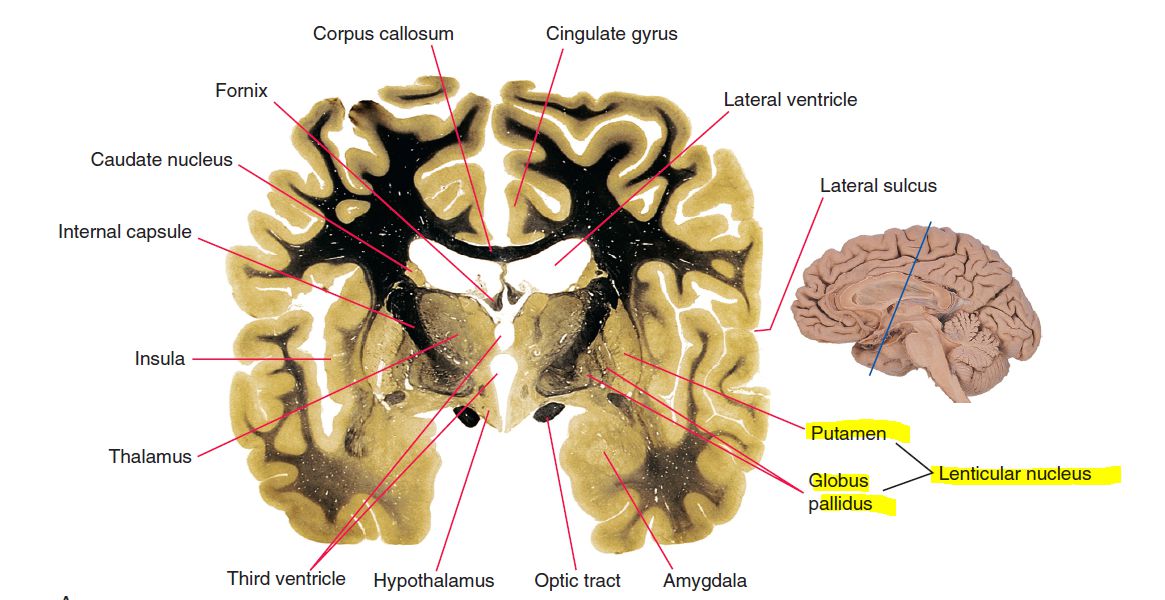 Corpus callosum
Cingulate gyrus
Fornix
Lateral ventricle
Caudate nucleus
Lateral sulcus
Internal capsule
Insula
Thalamus
Putamen
Globus
pallidus
Lenticular nucleus
Third ventricle
Hypothalamus
Optic tract
Amygdala